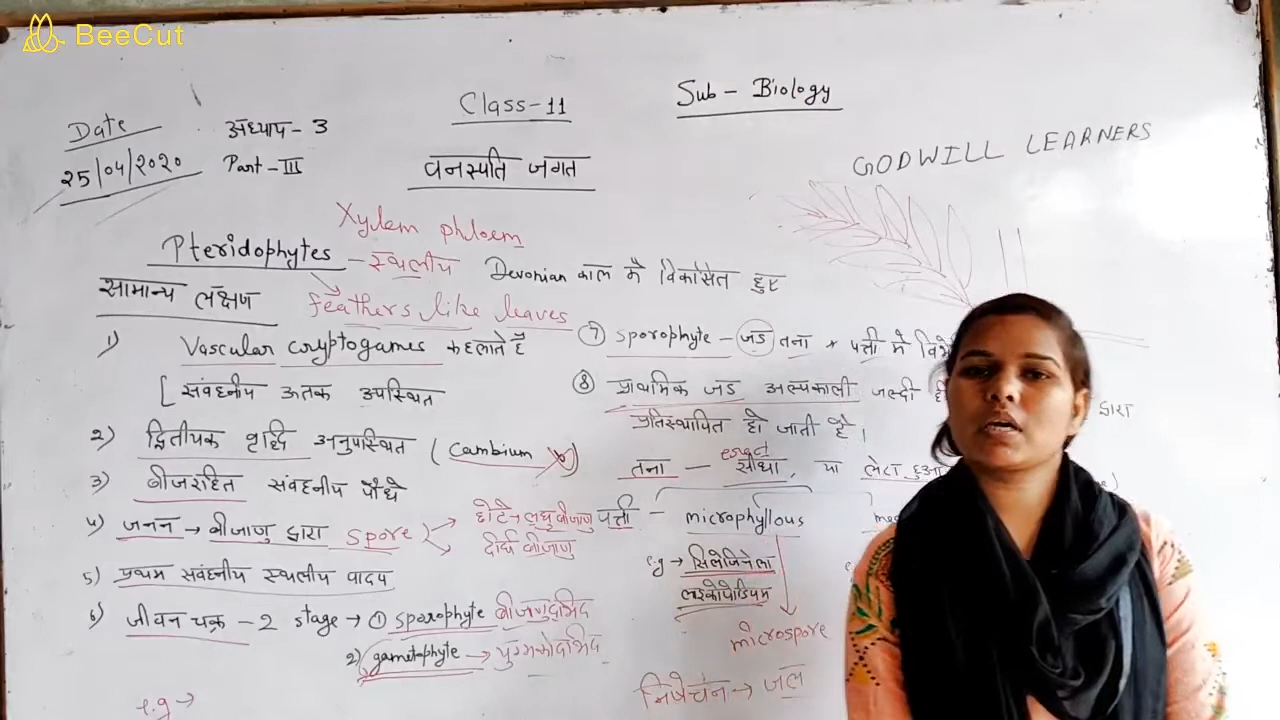 BeeCut
Class-11
Sub - Biology
Date
25/04/2020
अध्याप - 3
Part - III
वनस्पति जगत
GODWILL LEARNERS
Xylem phloem
Pteridophytes - स्थलीय Devonian काल मे विकसित हुए
सामान्य लक्षण
feathers like leaves
1) Vascular cryptogames कहलाते हैं
[संवहनीय ऊतक उपस्थित
2) द्वितीयक वृद्धि अनुपस्थित (Cambium
3) बीजरहित संवहनीय पौधे
4) जनन → बीजाणु द्वारा spore
छोटे → लघु बीजाणु
दीर्घ बीजाणु
5) प्रथम संवहनीय स्थलीय पादप
6) जीवन चक्र - 2 stage → ① sporophyte बीजाणुदभिद
2) gametophyte →
e.g →
⑦ sporophyte - जड तना * पत्ती मे
⑧ प्राथमिक जड अल्पकाली जल्दी द्वारा
प्रतिस्थापित हो जाती है।
erect
तना - सीधा, या लेटा हुआ
पत्ती - microphyllous
e.g → सिलेजिनेला
लाइकोपोडियम
microspore
निषेचन → जल